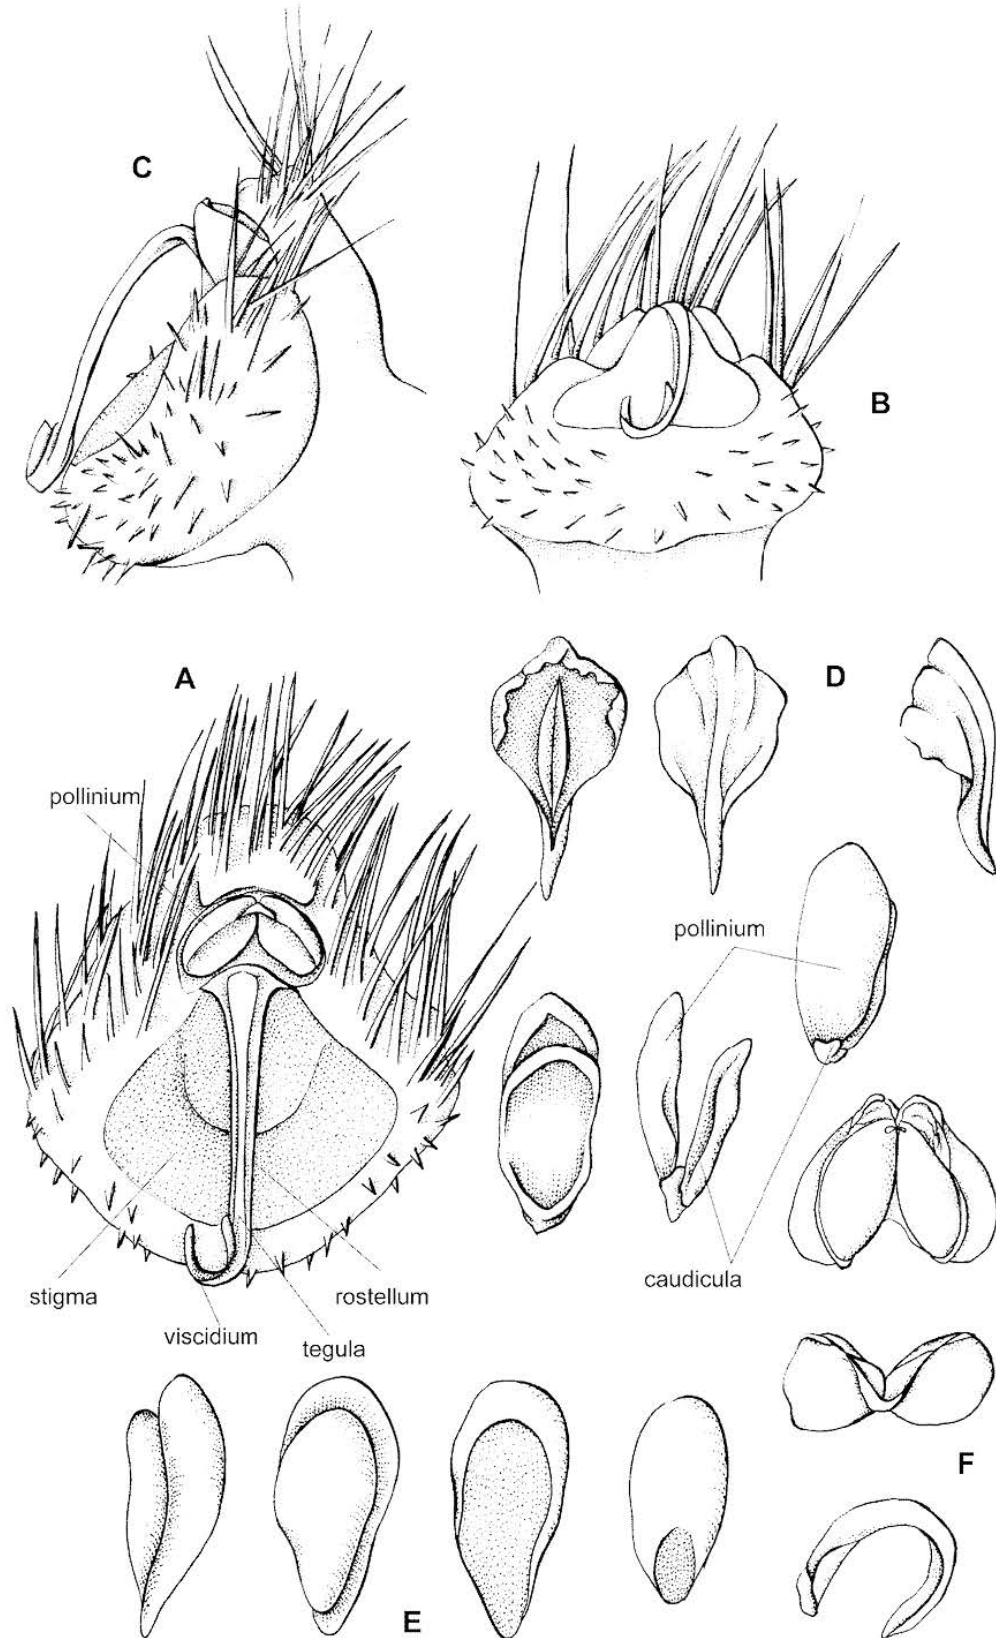 C
B
A
D
pollinium
pollinium
stigma
rostellum
caudicula
viscidium
tegula
F
E